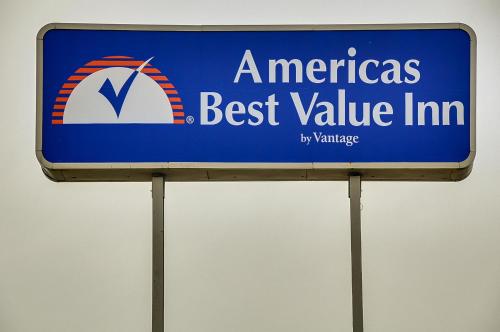 Americas
Best Value Inn
by Vantage
®